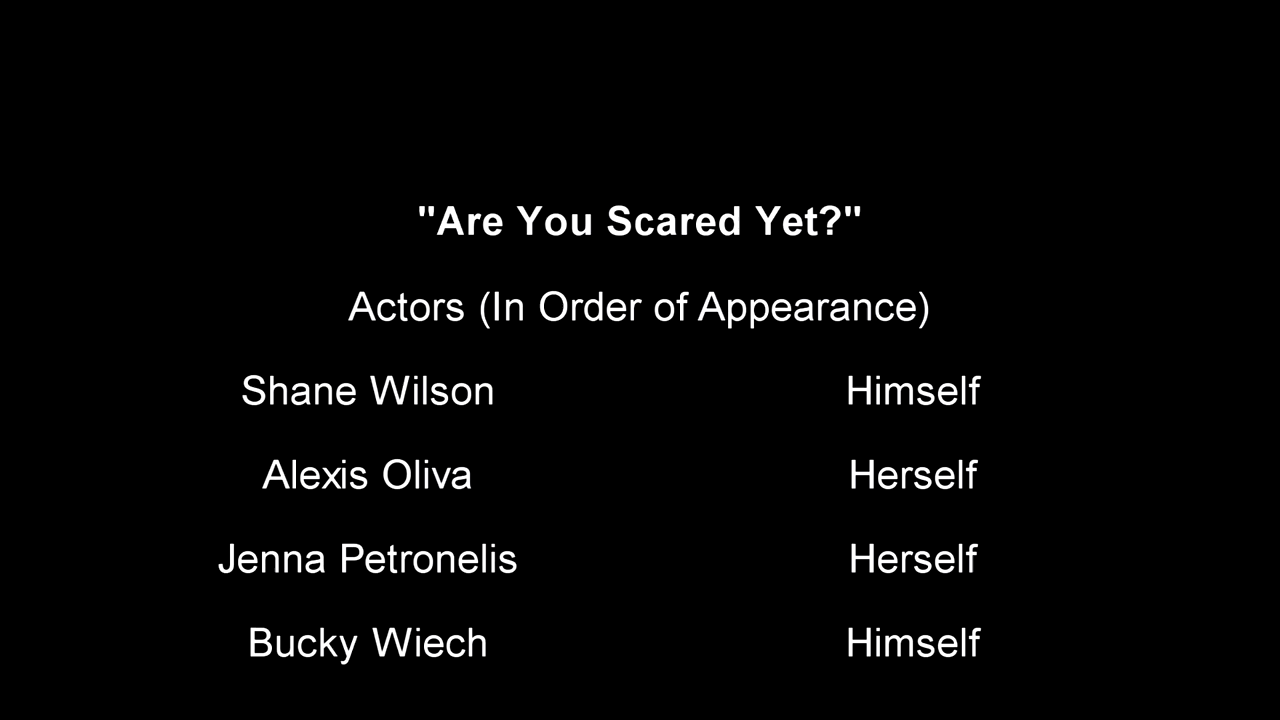 "Are You Scared Yet?"
Actors (In Order of Appearance)
Shane Wilson Himself
Alexis Oliva Herself
Jenna Petronelis Herself
Bucky Wiech Himself